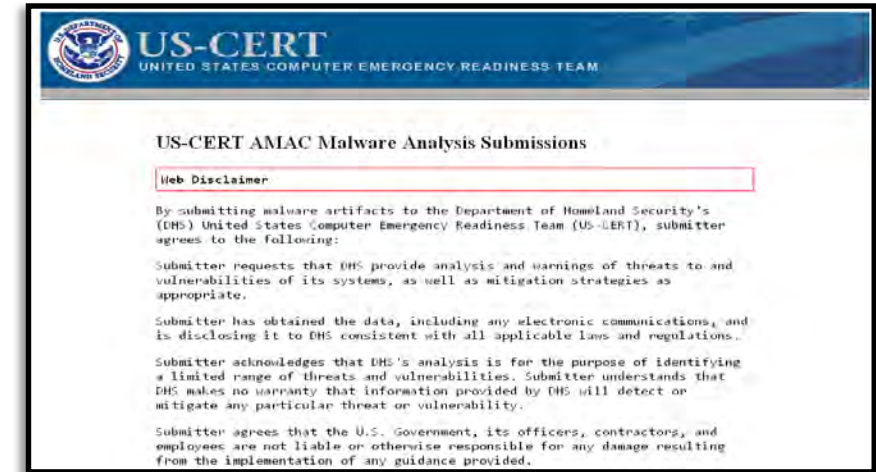 US-CERT
UNITED STATES COMPUTER EMERGENCY READINESS TEAM
US-CERT AMAC Malware Analysis Submissions
Web Disclaimer
By submitting malware artifacts to the Department of Homeland Security's
(DHS) United States Computer Emergency Readiness Team (US-CERT), submitter
agrees to the following:
Submitter requests that DHS provide analysis and warnings of threats to and
vulnerabilities of its systems, as well as mitigation strategies as
appropriate.
Submitter has obtained the data, including any electronic communications, and
is disclosing it to DHS consistent with all applicable laws and regulations.
Submitter acknowledges that DHS's analysis is for the purpose of identifying
a limited range of threats and vulnerabilities. Submitter understands that
DHS makes no warranty that information provided by DHS will detect or
mitigate any particular threat or vulnerability.
Submitter agrees that the U.S. Government, its officers, contractors, and
employees are not liable or otherwise responsible for any damage resulting
from the implementation of any guidance provided.